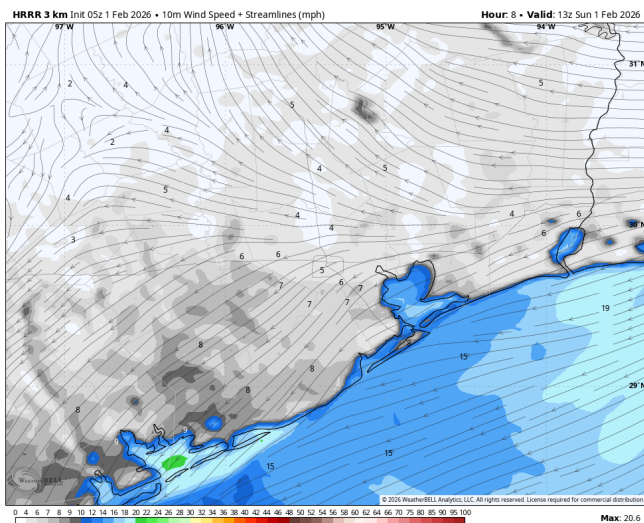 HRRR 3 km Init 05z 1 Feb 2026 • 10m Wind Speed + Streamlines (mph)
Hour: 8 • Valid: 13z Sun 1 Feb 2026
97°W 96°W 95°W 94°W
31°N
2 4 5 5
4
2
4 5
5
4
4 4 6
4 6 30°N
3
6 6
5
7 6 7
7 7
19
8
8
15
8
8 29°N
8
9 9
15 15
WeatherBELL
© 2026 WeatherBELL Analytics, LLC. All rights reserved. License required for commercial distribution.
0 4 6 7 8 9 10 12 14 16 18 20 22 24 26 28 30 32 34 36 38 40 42 44 46 48 50 52 54 56 58 60 65 70 75 80 85 90 95 100
Max: 20.6